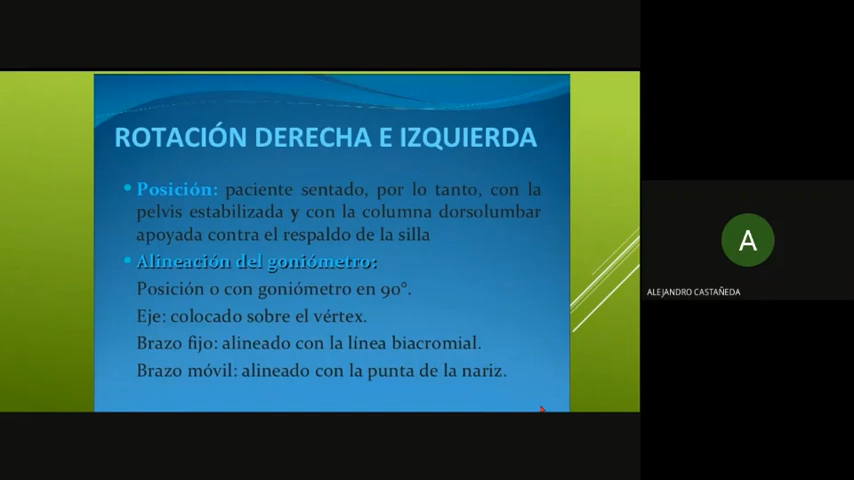 ROTACIÓN DERECHA E IZQUIERDA
• Posición: paciente sentado, por lo tanto, con la
pelvis estabilizada y con la columna dorsolumbar
apoyada contra el respaldo de la silla
• Alineación del goniómetro:
Posición 0 con goniómetro en 90°.
Eje: colocado sobre el vértex.
Brazo fijo: alineado con la línea biacromial.
Brazo móvil: alineado con la punta de la nariz.
A
ALEJANDRO CASTAÑEDA